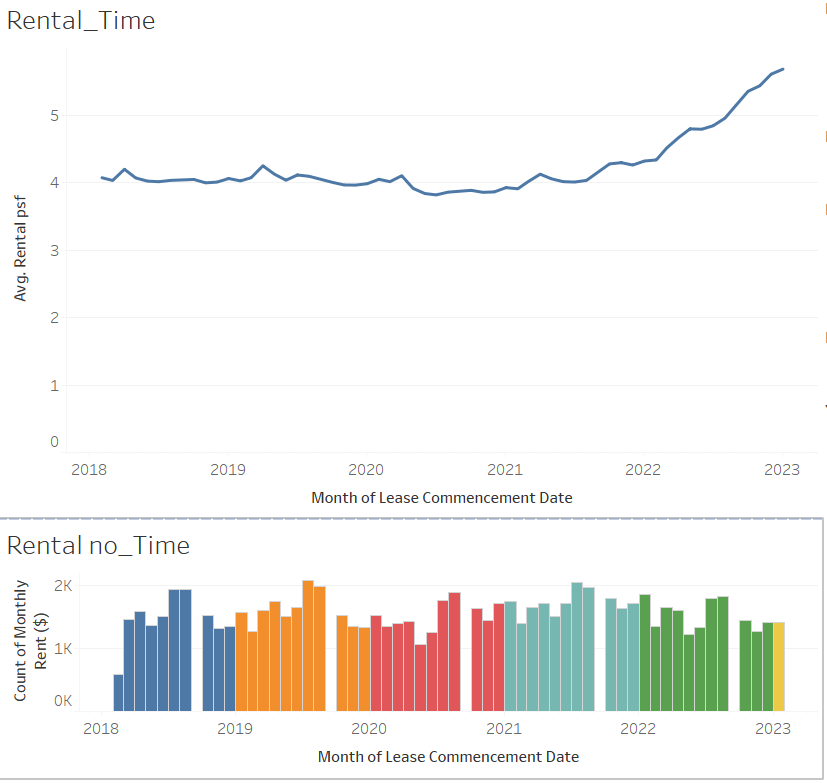 Rental_Time
Avg. Rental psf
5
4
3
2
1
0
2018 2019 2020 2021 2022 2023
Month of Lease Commencement Date
Rental no_Time
Count of Monthly
Rent ($)
2K
1K
0K
2018 2019 2020 2021 2022 2023
Month of Lease Commencement Date